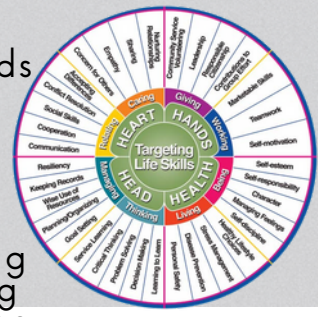 ds
g
g
Targeting
Life Skills
HEART
HANDS
HEALTH
HEAD
Relating
Caring
Giving
Working
Being
Living
Thinking
Managing
Communication
Cooperation
Social Skills
Conflict Resolution
Accepting
Differences
Concern for Others
Empathy
Sharing
Nurturing
Relationships
Community Service
Volunteering
Leadership
Responsible
Citizenship
Contributions to
Group Effort
Marketable Skills
Teamwork
Self-motivation
Self-esteem
Self-responsibility
Character
Managing Feelings
Self-discipline
Healthy Lifestyle
Choices
Stress Management
Disease Prevention
Personal Safety
Learning to Learn
Decision Making
Problem Solving
Critical Thinking
Service Learning
Goal Setting
Planning/Organizing
Wise Use of
Resources
Keeping Records
Resiliency